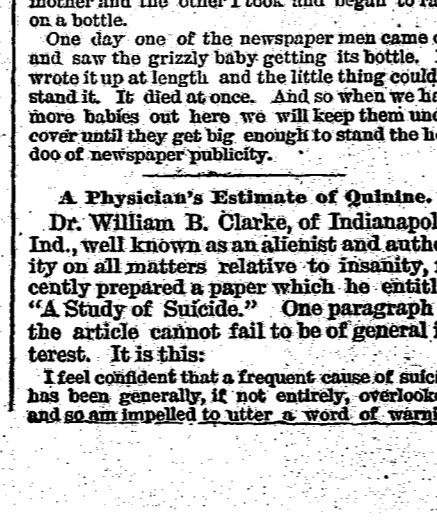 mother and the other I took and began to ra
on a bottle.
One day one of the newspaper men came
and saw the grizzly baby getting its bottle.
wrote it up at length and the little thing could
stand it. It died at once. And so when we ha
more babies out here we will keep them und
cover until they get big enough to stand the ho
doo of newspaper publicity.
A Physician's Estimate of Quinine.
Dr. William B. Clarke, of Indianapol
Ind., well known as an alienist and autho
ity on all matters relative to insanity,
cently prepared a paper which he entitl
"A Study of Suicide." One paragraph
the article cannot fail to be of general i
terest. It is this:
I feel confident that a frequent cause of suici
has been generally, if not entirely, overlooke
and so am impelled to utter a word of warni